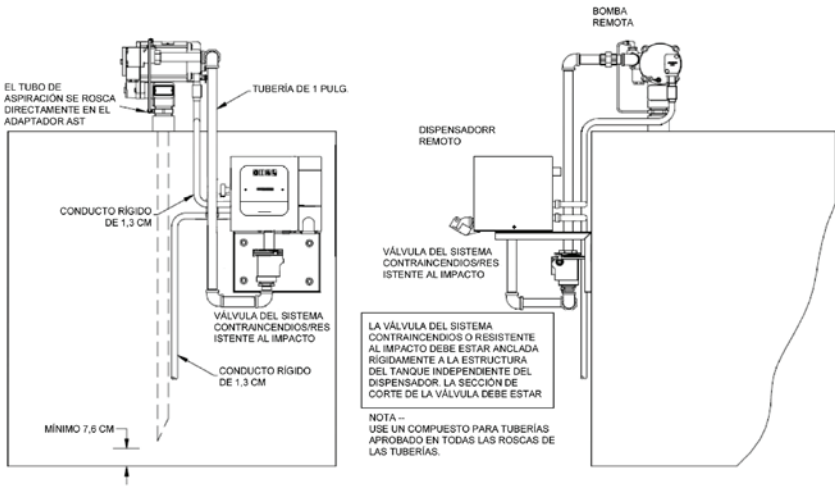 EL TUBO DE
ASPIRACIÓN SE ROSCA
DIRECTAMENTE EN EL
ADAPTADOR AST
TUBERÍA DE 1 PULG.
CONDUCTO RÍGIDO
DE 1,3 CM
VÁLVULA DEL SISTEMA
CONTRAINCENDIOS/RES
ISTENTE AL IMPACTO
CONDUCTO RÍGIDO
DE 1,3 CM
MÍNIMO 7,6 CM
BOMBA
REMOTA
DISPENSADORR
REMOTO
VÁLVULA DEL SISTEMA
CONTRAINCENDIOS/RES
ISTENTE AL IMPACTO
LA VÁLVULA DEL SISTEMA
CONTRAINCENDIOS O RESISTENTE
AL IMPACTO DEBE ESTAR ANCLADA
RÍGIDAMENTE A LA ESTRUCTURA
DEL TANQUE INDEPENDIENTE DEL
DISPENSADOR. LA SECCIÓN DE
CORTE DE LA VÁLVULA DEBE ESTAR
NOTA --
USE UN COMPUESTO PARA TUBERÍAS
APROBADO EN TODAS LAS ROSCAS DE
LAS TUBERÍAS.